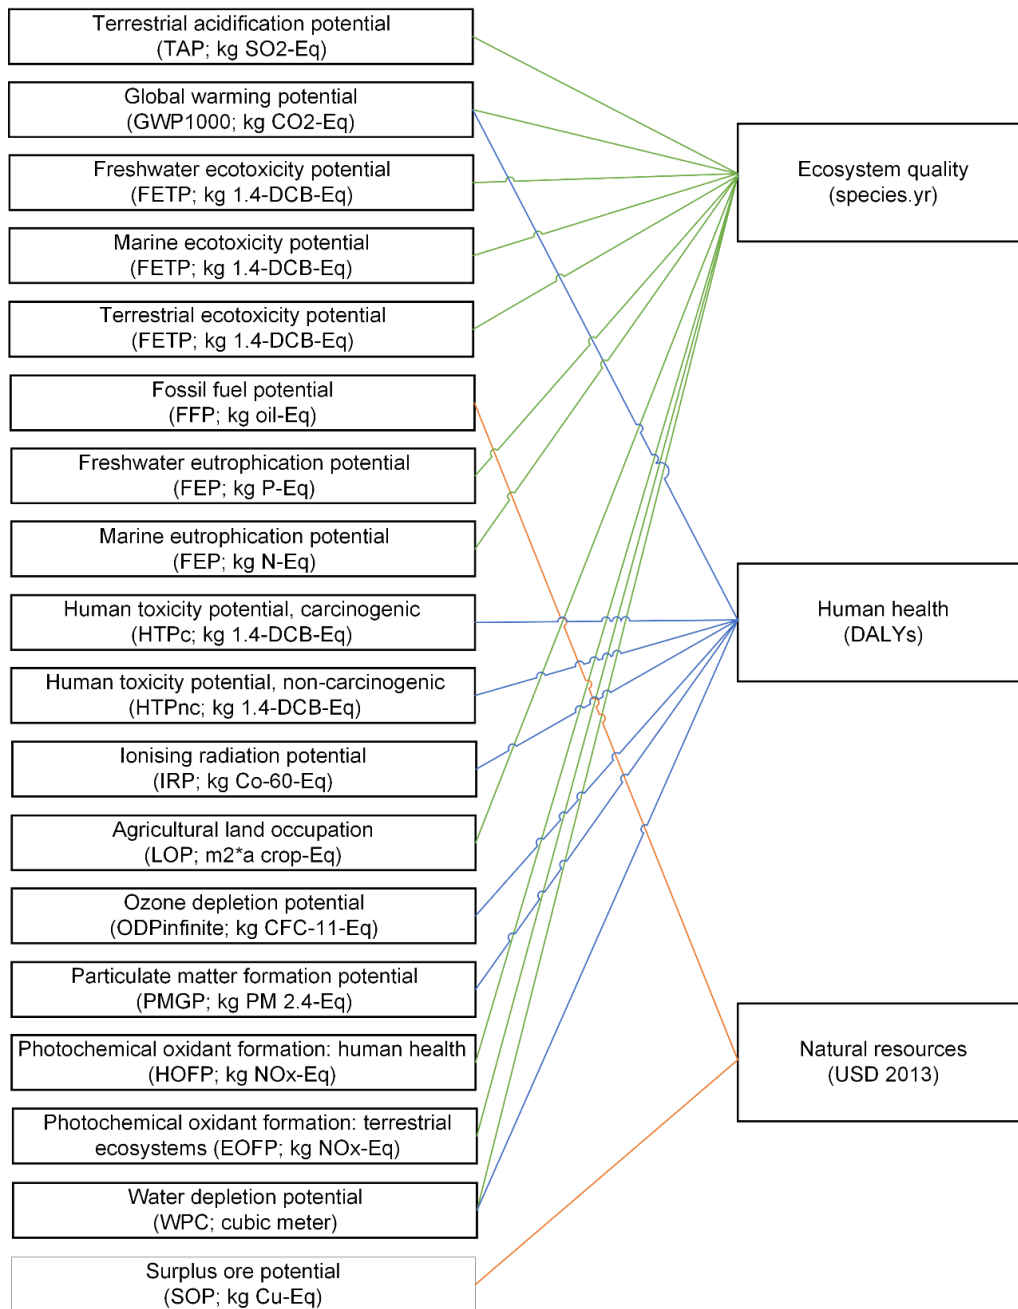 Terrestrial acidification potential
(TAP; kg SO2-Eq)
Global warming potential
(GWP1000; kg CO2-Eq)
Freshwater ecotoxicity potential
(FETP; kg 1.4-DCB-Eq)
Marine ecotoxicity potential
(FETP; kg 1.4-DCB-Eq)
Terrestrial ecotoxicity potential
(FETP; kg 1.4-DCB-Eq)
Fossil fuel potential
(FFP; kg oil-Eq)
Freshwater eutrophication potential
(FEP; kg P-Eq)
Marine eutrophication potential
(FEP; kg N-Eq)
Human toxicity potential, carcinogenic
(HTPc; kg 1.4-DCB-Eq)
Human toxicity potential, non-carcinogenic
(HTPnc; kg 1.4-DCB-Eq)
Ionising radiation potential
(IRP; kg Co-60-Eq)
Agricultural land occupation
(LOP; m2*a crop-Eq)
Ozone depletion potential
(ODPinfinite; kg CFC-11-Eq)
Particulate matter formation potential
(PMGP; kg PM 2.4-Eq)
Photochemical oxidant formation: human health
(HOFP; kg NOx-Eq)
Photochemical oxidant formation: terrestrial
ecosystems (EOFP; kg NOx-Eq)
Water depletion potential
(WPC; cubic meter)
Surplus ore potential
(SOP; kg Cu-Eq)
Ecosystem quality
(species.yr)
Human health
(DALYs)
Natural resources
(USD 2013)